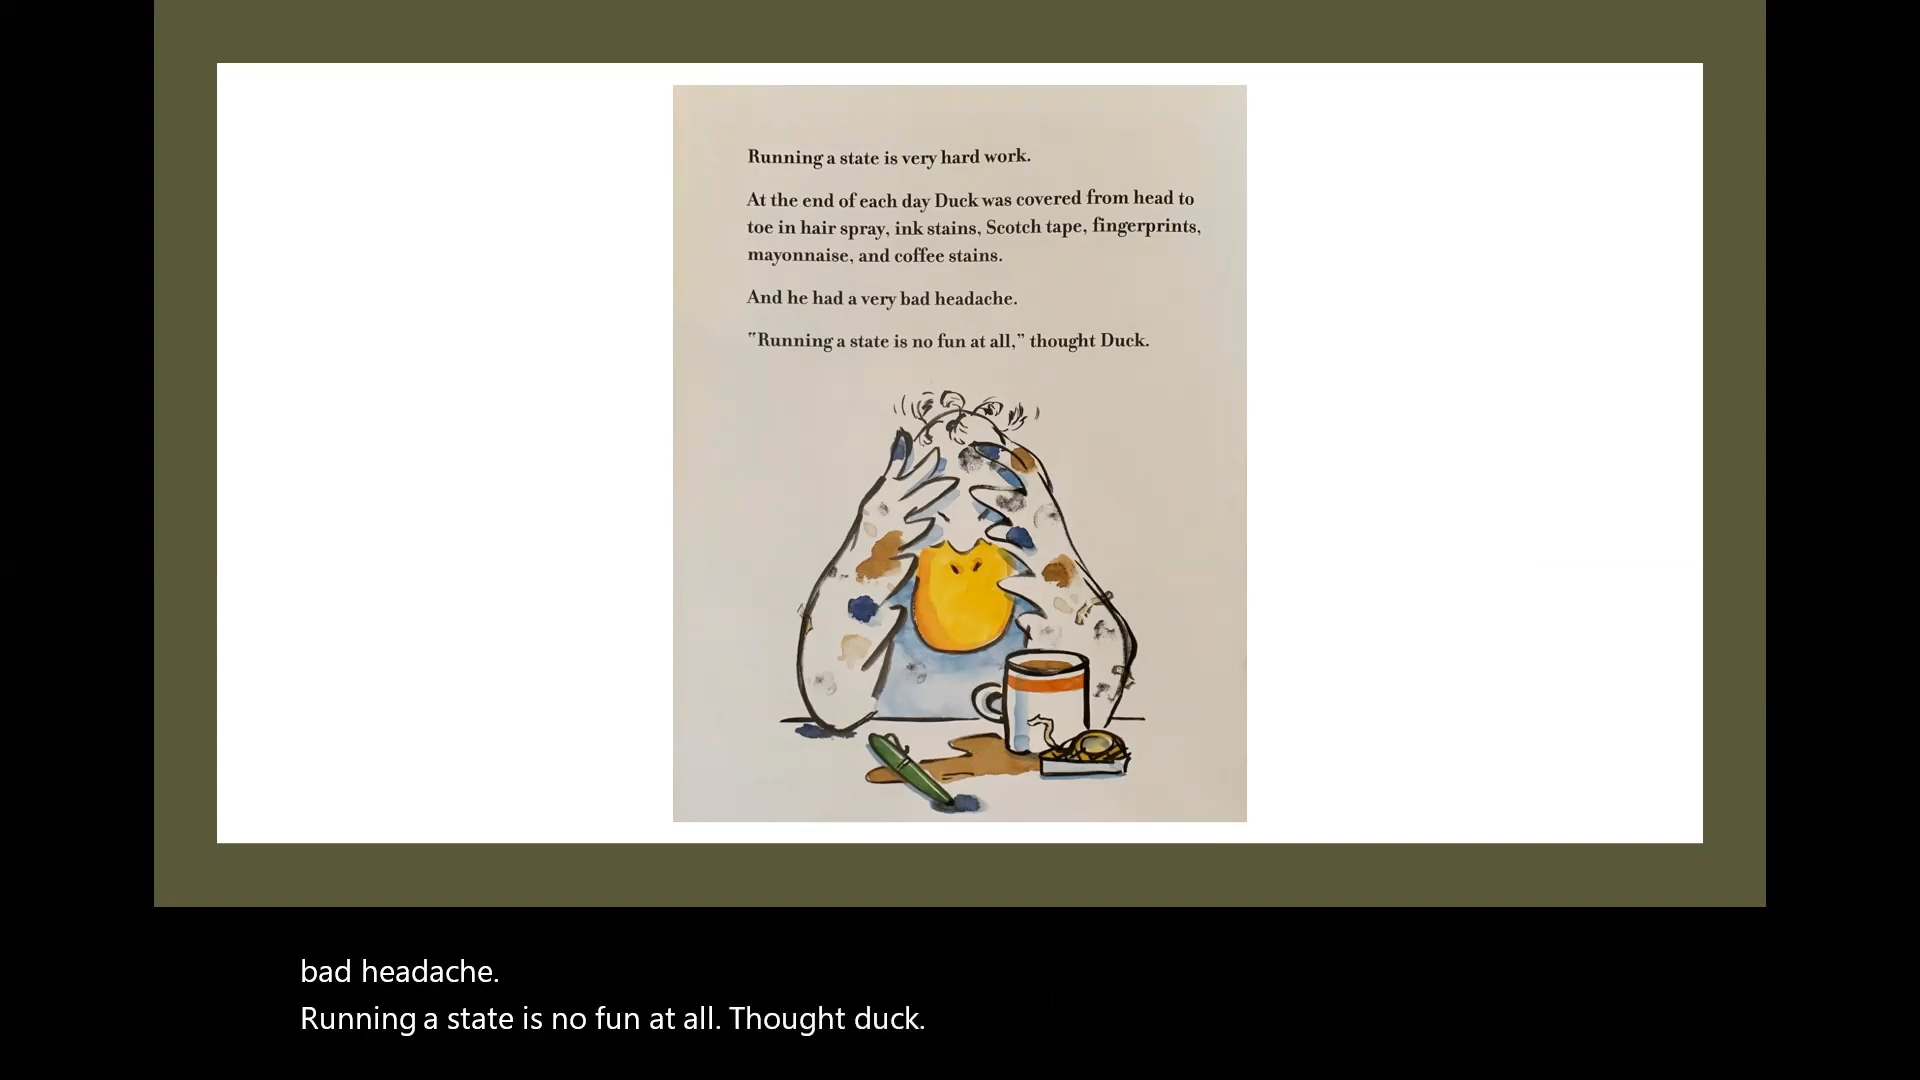 Running a state is very hard work.
At the end of each day Duck was covered from head to
toe in hair spray, ink stains, Scotch tape, fingerprints,
mayonnaise, and coffee stains.
And he had a very bad headache.
"Running a state is no fun at all,” thought Duck.
bad headache.
Running a state is no fun at all. Thought duck.